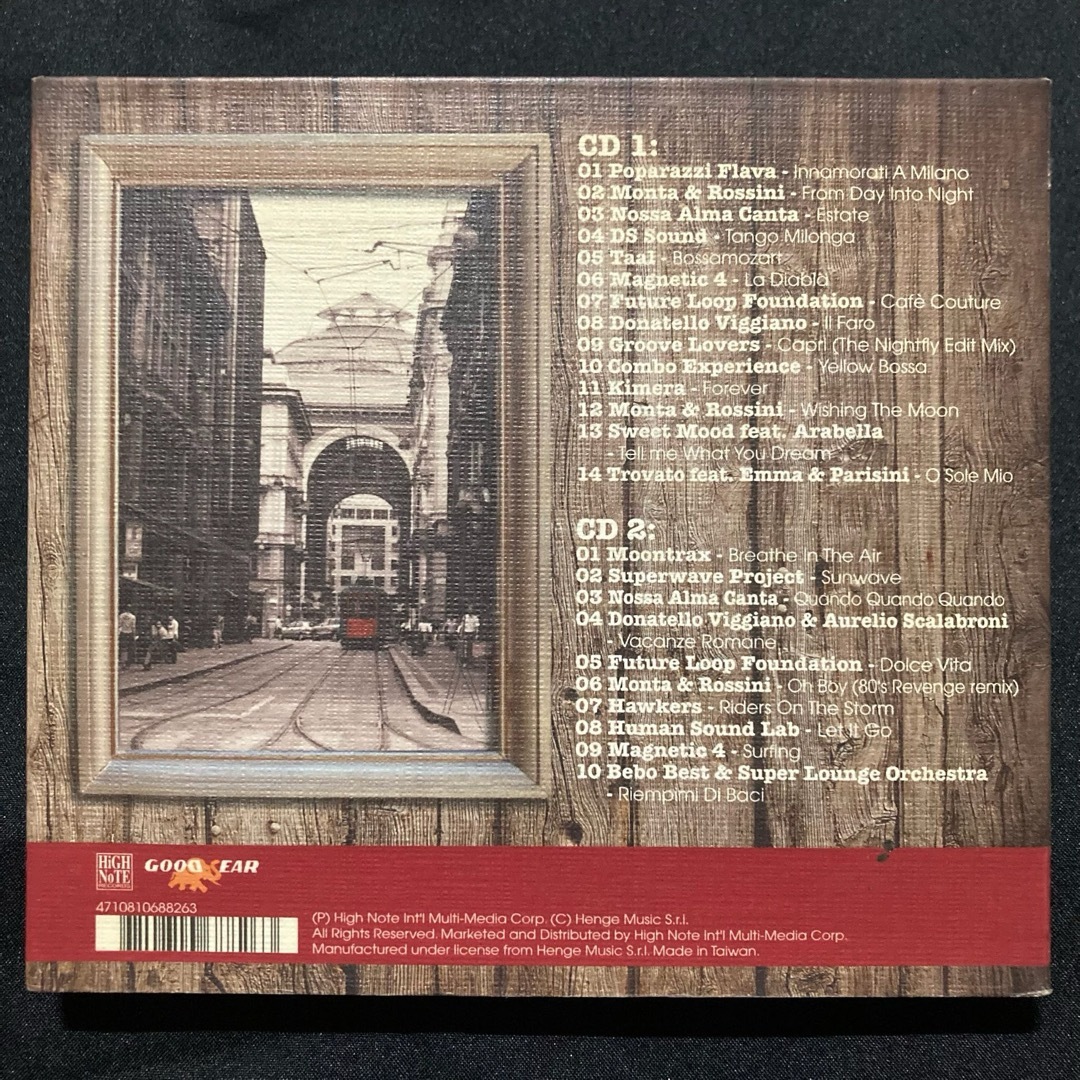 CD 1:
01 Poparazzi Flava - Innamorati A Milano
02 Monta & Rossini - From Day Into Night
03 Nossa Alma Canta - Estate
04 DS Sound - Tango Milonga
05 Taal - Bossamozart
06 Magnetic 4 - La Diabla
07 Future Loop Foundation - Cafè Couture
08 Donatello Viggiano - Il Faro
09 Groove Lovers - Capri (The Nightfly Edit Mix)
10 Combo Experience - Yellow Bossa
11 Kimera - Forever
12 Monta & Rossini - Wishing The Moon
13 Sweet Mood feat. Arabella
- Tell me What You Dream
14 Trovato feat. Emma & Parisini - O Sole Mio
CD 2:
01 Moontrax - Breathe In The Air
02 Superwave Project - Sunwave
03 Nossa Alma Canta - Quando Quando Quando
04 Donatello Viggiano & Aurelio Scalabroni
- Vacanze Romane
05 Future Loop Foundation - Dolce Vita
06 Monta & Rossini - Oh Boy (80's Revenge remix)
07 Hawkers - Riders On The Storm
08 Human Sound Lab - Let It Go
09 Magnetic 4 - Surfing
10 Bebo Best & Super Lounge Orchestra
- Riempimi Di Baci
HiGH NoTE RECORDS
GOOD EAR
4710810688263
(P) High Note Int'l Multi-Media Corp. (C) Henge Music S.r.l.
All Rights Reserved. Marketed and Distributed by High Note Int'l Multi-Media Corp.
Manufactured under license from Henge Music S.r.l. Made in Taiwan.